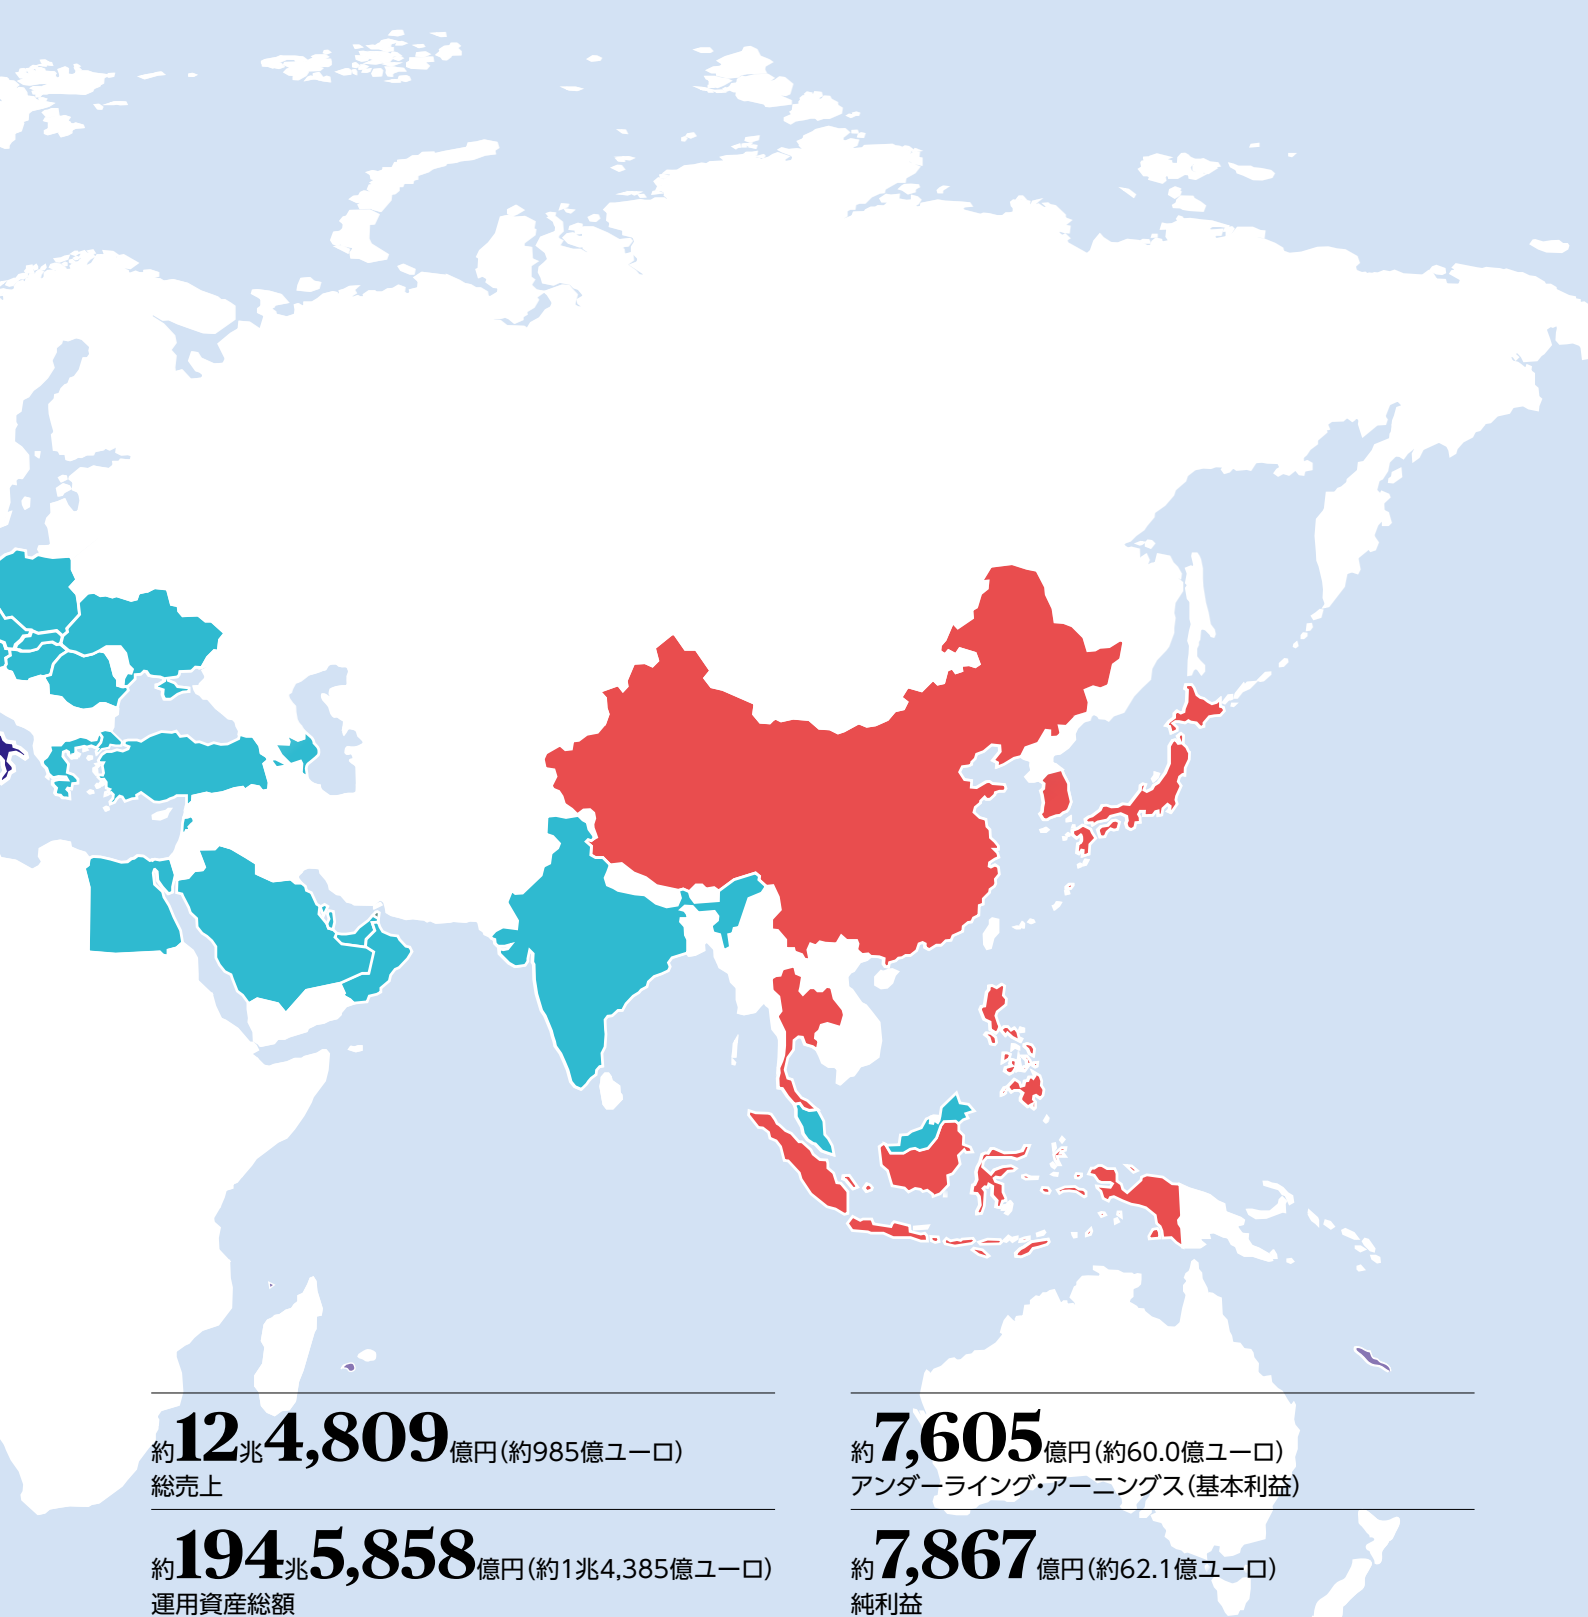 約12兆4,809億円（約985億ユーロ）
総売上
約194兆5,858億円（約1兆4,385億ユーロ）
運用資産総額
約7,605億円（約60.0億ユーロ）
アンダーライング・アーニングス（基本利益）
約7,867億円（約62.1億ユーロ）
純利益